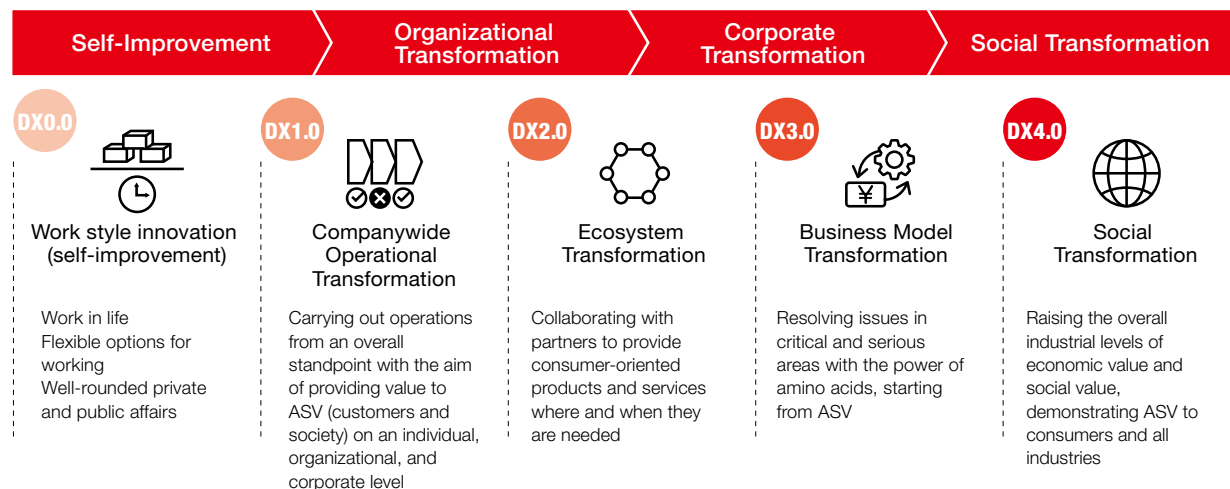 Self-Improvement
Organizational
Transformation
Corporate
Transformation
Social Transformation
DX0.0
Work style innovation
(self-improvement)
Work in life
Flexible options for
working
Well-rounded private
and public affairs
DX1.0
Companywide
Operational
Transformation
Carrying out operations
from an overall
standpoint with the aim
of providing value to
ASV (customers and
society) on an individual,
organizational, and
corporate level
DX2.0
Ecosystem
Transformation
Collaborating with
partners to provide
consumer-oriented
products and services
where and when they
are needed
DX3.0
¥
Business Model
Transformation
Resolving issues in
critical and serious
areas with the power of
amino acids, starting
from ASV
DX4.0
Social
Transformation
Raising the overall
industrial levels of
economic value and
social value,
demonstrating ASV to
consumers and all
industries